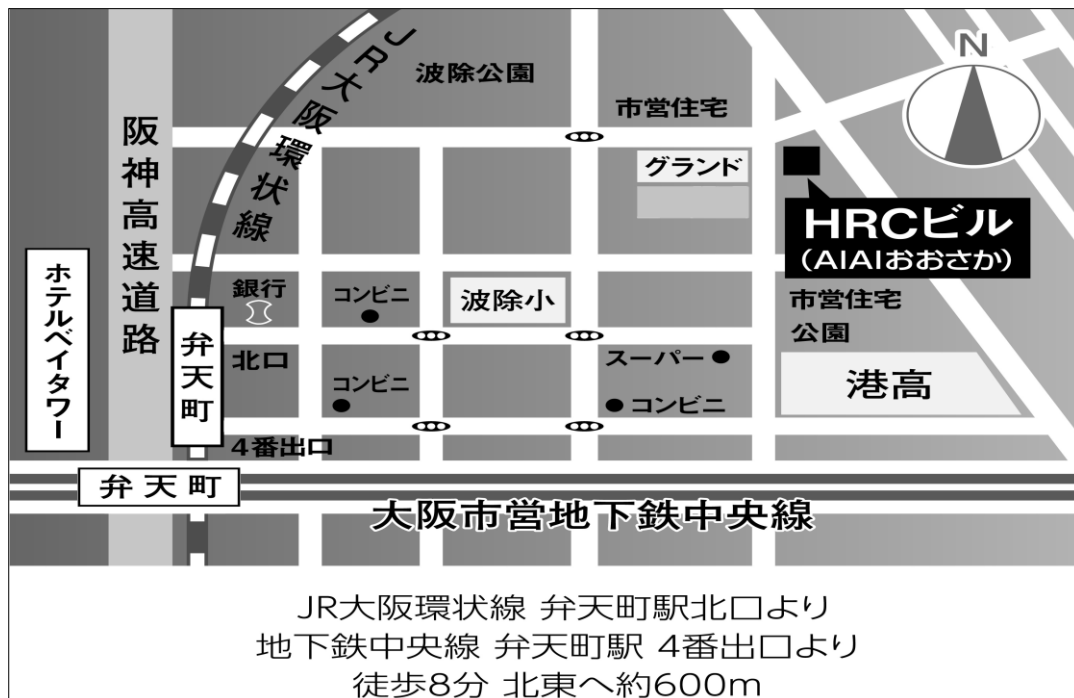 N
JR大阪環状線
波除公園
市営住宅
阪神高速道路
グランド
HRCビル
(AIAIおおさか)
ホテルベイタワー
銀行
コンビニ
波除小
市営住宅
公園
弁天町
北口
コンビニ
スーパー
港高
コンビニ
4番出口
弁天町
大阪市営地下鉄中央線
JR大阪環状線 弁天町駅北口より
地下鉄中央線 弁天町駅 4番出口より
徒歩8分 北東へ約600m